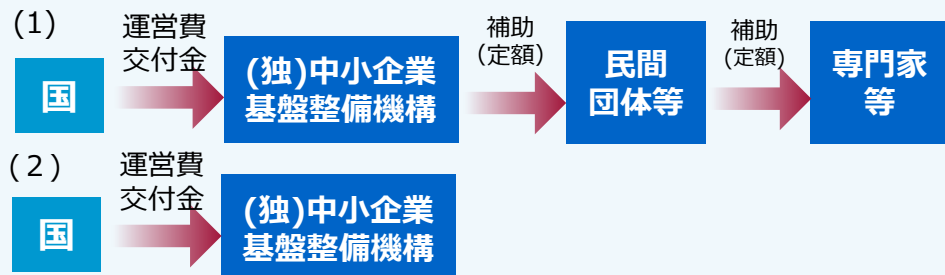 (1)
運営費
交付金
補助
(定額)
補助
(定額)
国
(独)中小企業
基盤整備機構
民間
団体等
専門家
等
(２)
運営費
交付金
国
(独)中小企業
基盤整備機構